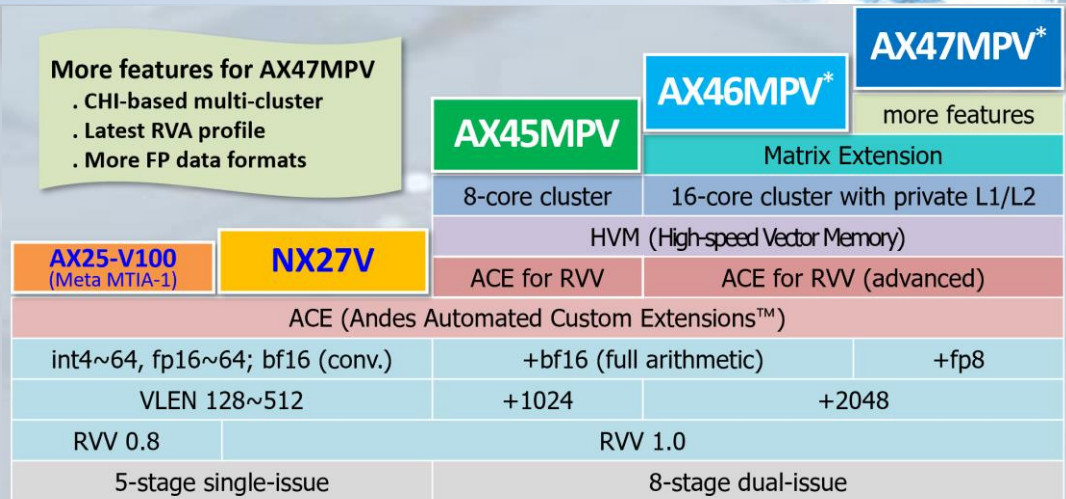 More features for AX47MPV
. CHI-based multi-cluster
. Latest RVA profile
. More FP data formats
AX47MPV*
AX46MPV*
AX45MPV
more features
Matrix Extension
8-core cluster
16-core cluster with private L1/L2
HVM (High-speed Vector Memory)
AX25-V100
(Meta MTIA-1)
NX27V
ACE for RVV
ACE for RVV (advanced)
ACE (Andes Automated Custom Extensions™)
int4~64, fp16~64; bf16 (conv.)
+bf16 (full arithmetic)
+fp8
VLEN 128~512
+1024
+2048
RVV 0.8
RVV 1.0
5-stage single-issue
8-stage dual-issue